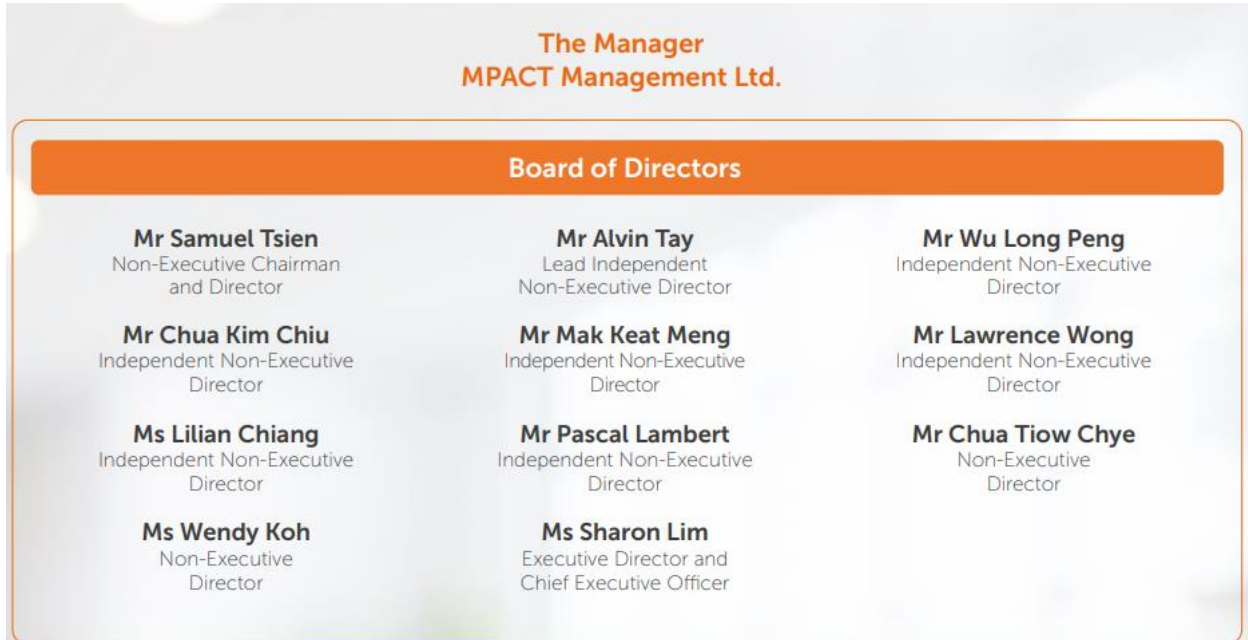 The Manager
MPACT Management Ltd.
Board of Directors
Mr Samuel Tsien
Non-Executive Chairman
and Director
Mr Alvin Tay
Lead Independent
Non-Executive Director
Mr Wu Long Peng
Independent Non-Executive
Director
Mr Chua Kim Chiu
Independent Non-Executive
Director
Mr Mak Keat Meng
Independent Non-Executive
Director
Mr Lawrence Wong
Independent Non-Executive
Director
Ms Lilian Chiang
Independent Non-Executive
Director
Mr Pascal Lambert
Independent Non-Executive
Director
Mr Chua Tiow Chye
Non-Executive
Director
Ms Wendy Koh
Non-Executive
Director
Ms Sharon Lim
Executive Director and
Chief Executive Officer